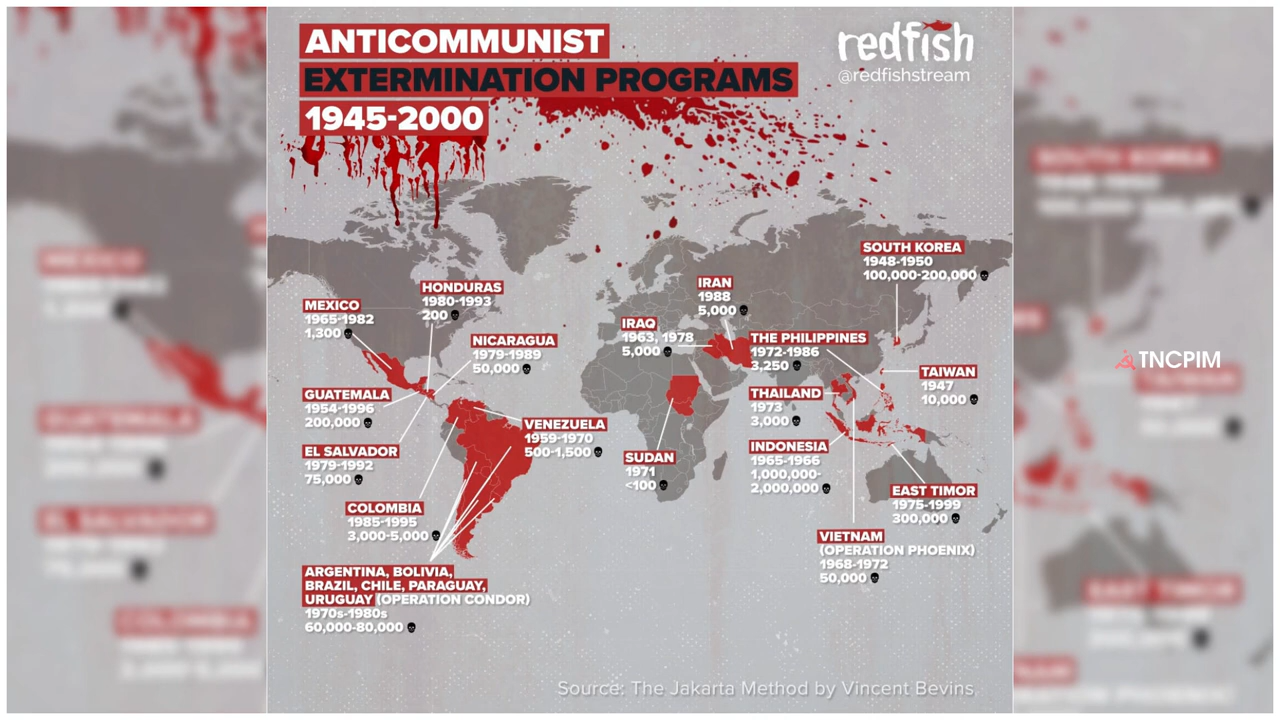 ANTICOMMUNIST
EXTERMINATION PROGRAMS
1945-2000
redfish
@redfishstream
SOUTH KOREA
1948-1950
100,000-200,000
HONDURAS
1980-1993
200
IRAN
1988
5,000
MEXICO
1965-1982
1,300
IRAQ
1963, 1978
5,000
NICARAGUA
1979-1989
50,000
THE PHILIPPINES
1972-1986
3,250
TAIWAN
1947
10,000
GUATEMALA
1954-1996
200,000
THAILAND
1973
3,000
VENEZUELA
1959-1970
500-1,500
EL SALVADOR
1979-1992
75,000
SUDAN
1971
<100
INDONESIA
1965-1966
1,000,000-
2,000,000
EAST TIMOR
1975-1999
300,000
COLOMBIA
1985-1995
3,000-5,000
VIETNAM
(OPERATION PHOENIX)
1968-1972
50,000
ARGENTINA, BOLIVIA,
BRAZIL, CHILE, PARAGUAY,
URUGUAY (OPERATION CONDOR)
1970s-1980s
60,000-80,000
Source: The Jakarta Method by Vincent Bevins
TNCPIM
SOUTH KOREA